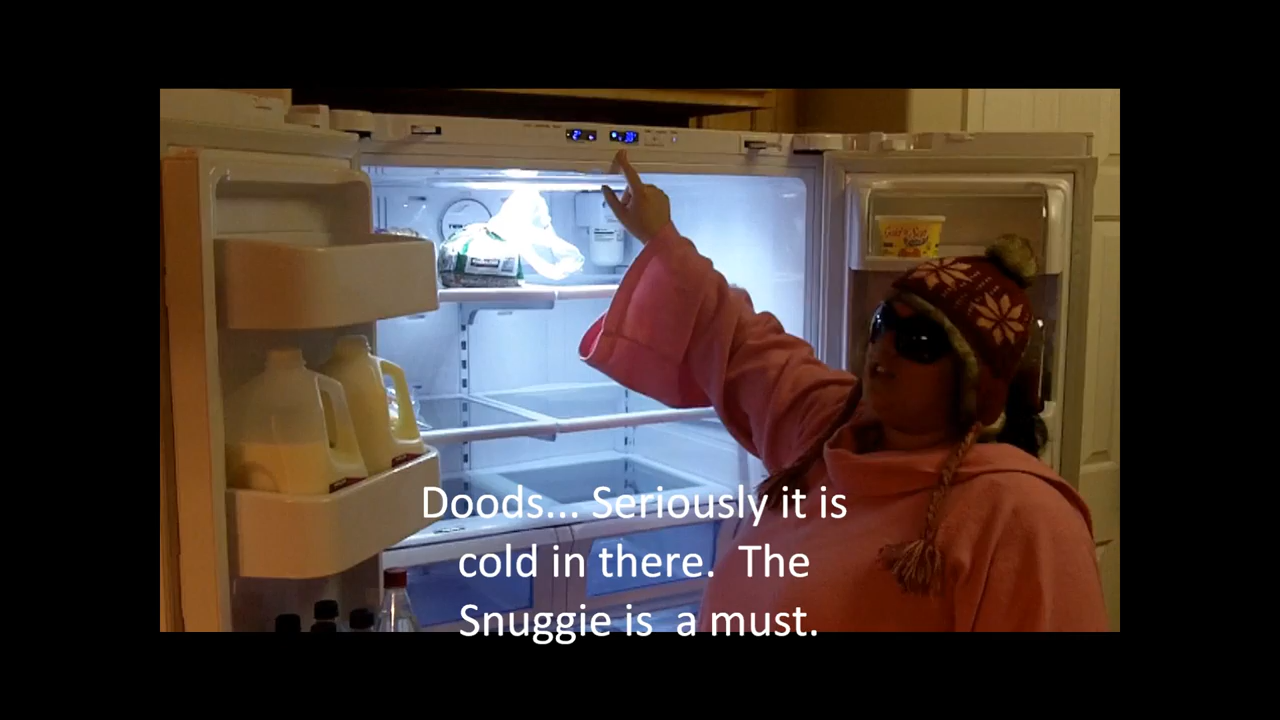 Doods... Seriously it is
cold in there.  The
Snuggie is  a must.